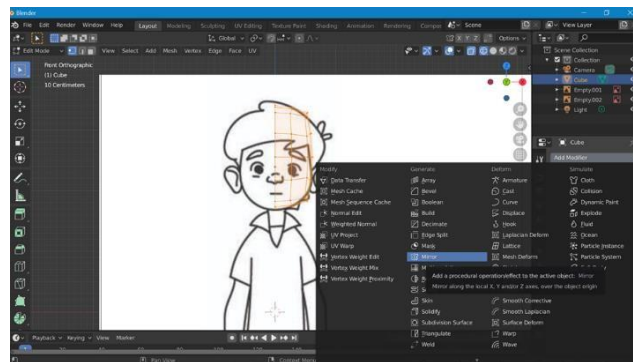 Blender
File Edit Render Window Help Layout Modeling Sculpting UV Editing Texture Paint Shading Animation Rendering Compo Scene View Layer
Global Options
Edit Mode View Select Add Mesh Vertex Edge Face UV
Front Orthographic
(1) Cube
10 Centimeters
Scene Collection
Collection
Camera
Cube
Empty.001
Empty.002
Light
Cube
Add Modifier
Modify Generate Deform Simulate
Data Transfer Array Armature Cloth
Mesh Cache Bevel Cast Collision
Mesh Sequence Cache Boolean Curve Dynamic Paint
Normal Edit Build Displace Explode
Weighted Normal Decimate Hook Fluid
UV Project Edge Split Laplacian Deform Ocean
UV Warp Mask Lattice Particle Instance
Vertex Weight Edit Mirror Mesh Deform Particle System
Vertex Weight Mix
Vertex Weight Proximity
Add a procedural operation/effect to the active object: Mirror
Mirror along the local X, Y and/or Z axes, over the object origin
Skin Smooth Corrective
Solidify Smooth Laplacian
Subdivision Surface Surface Deform
Triangulate Warp
Weld Wave
Playback Keying View Marker
Pan View Context Menu